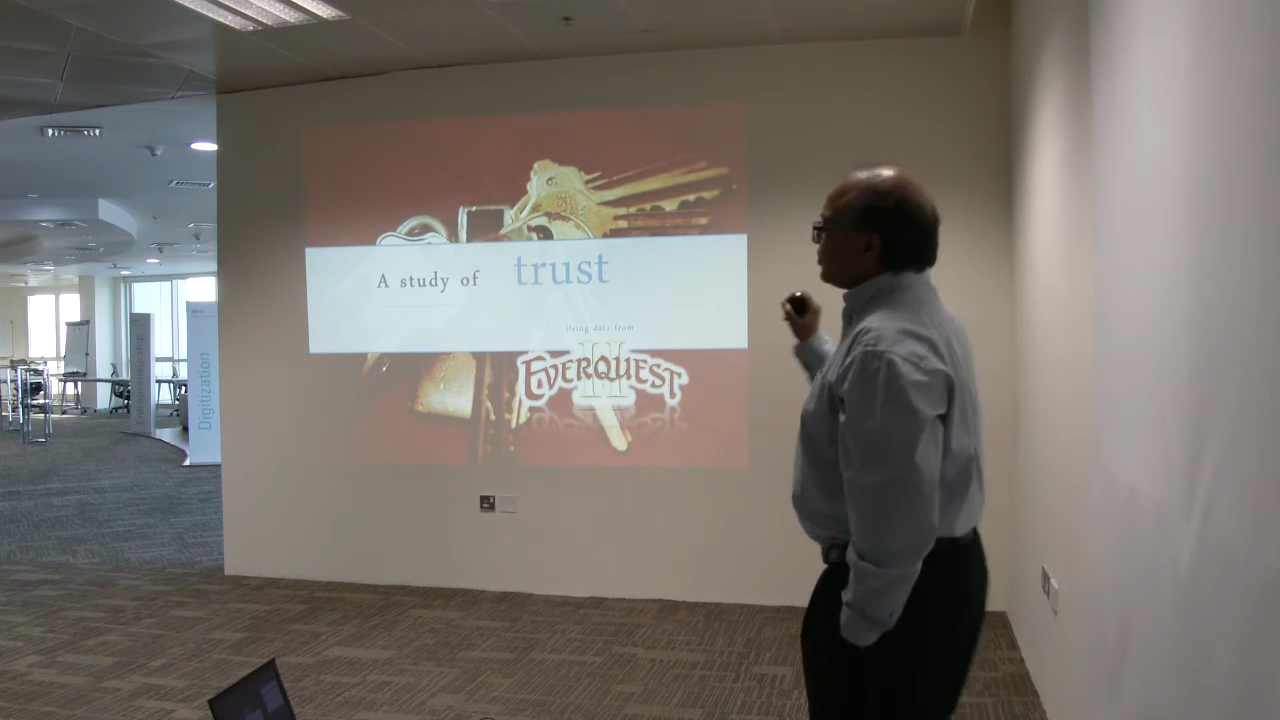 A study of trust
Using data from
EVERQUEST
II
Digitization